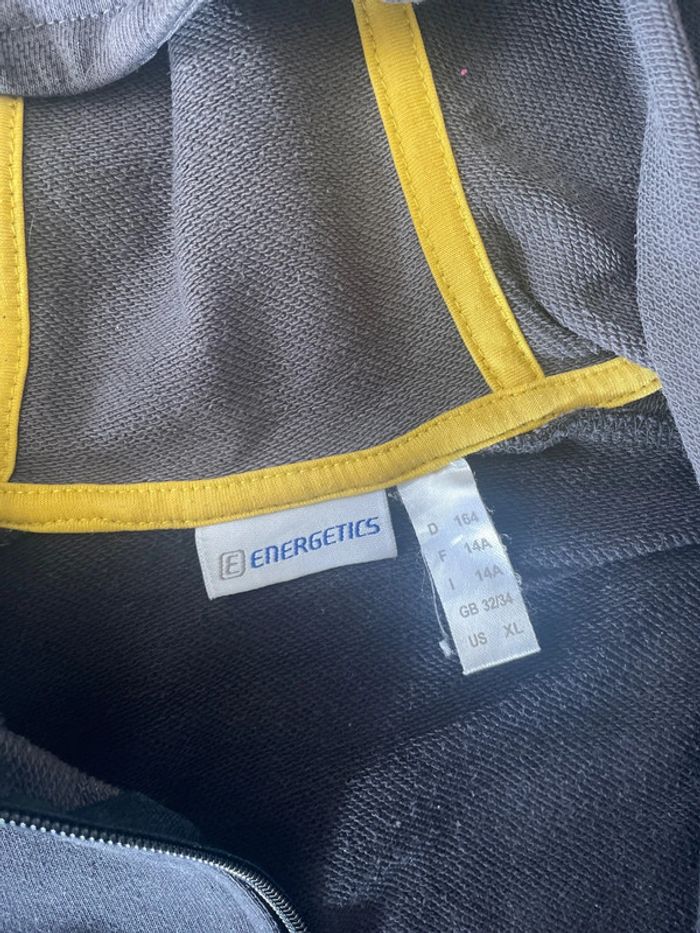 E ENERGETICS
D 164
F 14A
I 14A
GB 32/34
US XL